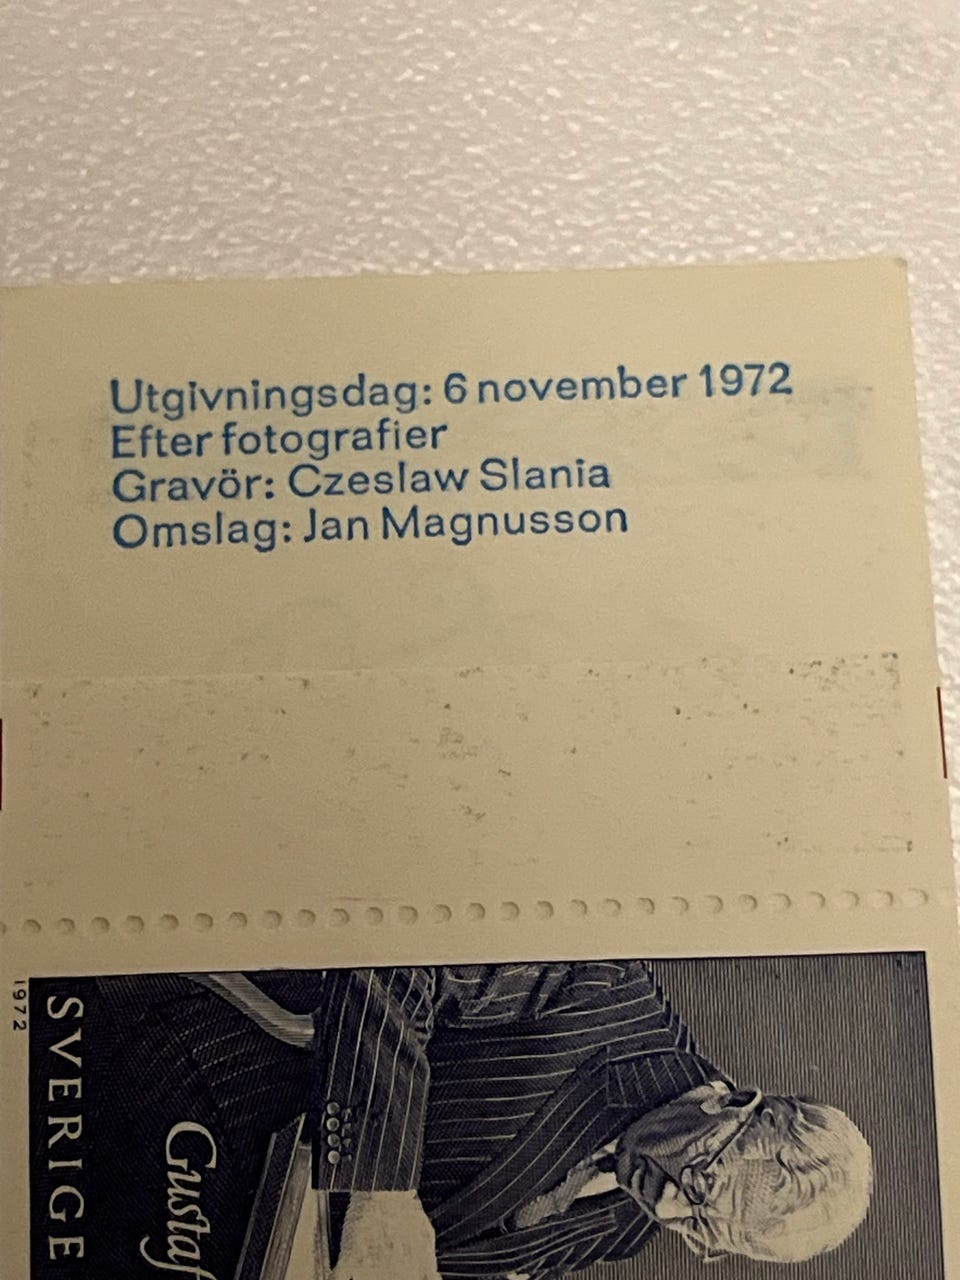 Utgivningsdag: 6 november 1972
Efter fotografier
Gravör: Czeslaw Slania
Omslag: Jan Magnusson
1972
SVERIGE
Gustaf